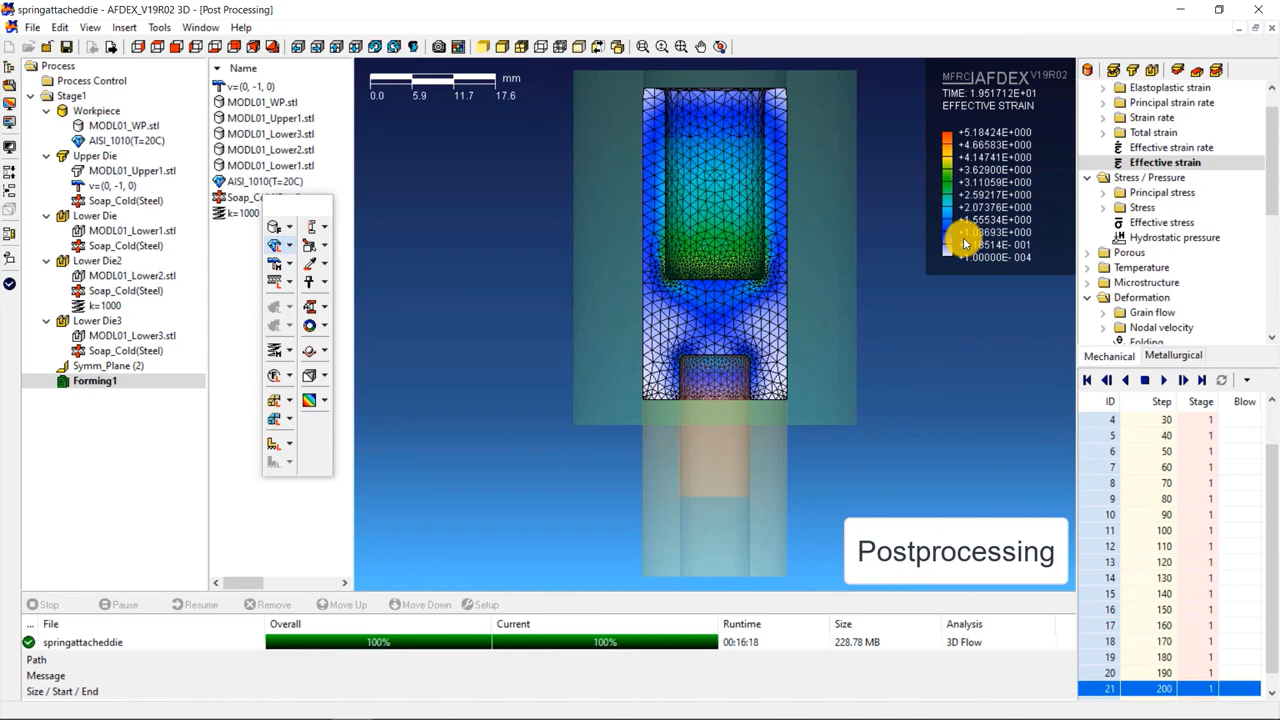 springattacheddie - AFDEX_V19R02 3D - [Post Processing]
File Edit View Insert Tools Window Help
Process
Process Control
Stage1
Workpiece
MODL01_WP.stl
AISI_1010(T=20C)
Upper Die
MODL01_Upper1.stl
v=(0, -1, 0)
Soap_Cold(Steel)
Lower Die
MODL01_Lower1.stl
Soap_Cold(Steel)
Lower Die2
MODL01_Lower2.stl
Soap_Cold(Steel)
k=1000
Lower Die3
MODL01_Lower3.stl
Soap_Cold(Steel)
Symm_Plane (2)
Forming1
Name
v=(0, -1, 0)
MODL01_WP.stl
MODL01_Upper1.stl
MODL01_Lower3.stl
MODL01_Lower2.stl
MODL01_Lower1.stl
AISI_1010(T=20C)
k=1000
mm
0.0 5.9 11.7 17.6
MFRC|AFDEX V19R02
TIME: 1.951712E+01
EFFECTIVE STRAIN
+5.18424E+000
+4.66583E+000
+4.14741E+000
+3.62900E+000
+3.11059E+000
+2.59217E+000
+2.07376E+000
+1.55534E+000
+1.03693E+000
Postprocessing
Elastoplastic strain
Principal strain rate
Strain rate
Total strain
Effective strain rate
Effective strain
Stress / Pressure
Principal stress
Stress
Effective stress
Hydrostatic pressure
Porous
Temperature
Microstructure
Deformation
Grain flow
Nodal velocity
Mechanical Metallurgical
ID Step Stage Blow
4 30 1
5 40 1
6 50 1
7 60 1
8 70 1
9 80 1
10 90 1
11 100 1
12 110 1
13 120 1
14 130 1
15 140 1
16 150 1
17 160 1
18 170 1
19 180 1
20 190 1
21 200 1
Stop Pause Resume Remove Move Up Move Down Setup
... File Overall Current Runtime Size Analysis
springattacheddie 100% 100% 00:16:18 228.78 MB 3D Flow
Path
Message
Size / Start / End